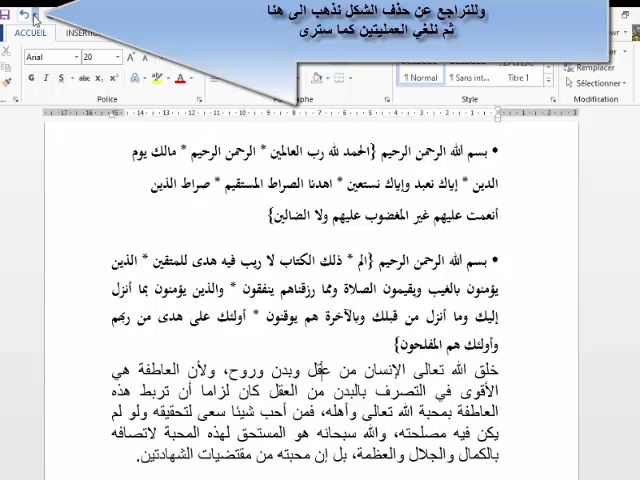 وللتراجع عن حذف الشكل نذهب الى هنا
ثم نلغي العمليتين كما سترى
ACCUEIL
INSERTIO
Arial
20
Remplacer
Sélectionner
¶ Normal
¶ Sans int...
Titre 1
Police
Paragraphe
Style
Modification
• بسم الله الرحمن الرحيم {الحمد لله رب العالمين * الرحمن الرحيم * مالك يوم
الدين * إياك نعبد وإياك نستعين * اهدنا الصراط المستقيم * صراط الذين
أنعمت عليهم غير المغضوب عليهم ولا الضالين}
• بسم الله الرحمن الرحيم {الم * ذلك الكتاب لا ريب فيه هدى للمتقين * الذين
يؤمنون بالغيب ويقيمون الصلاة ومما رزقناهم ينفقون * والذين يؤمنون بما أنزل
إليك وما أنزل من قبلك وبالآخرة هم يوقنون * أولئك على هدى من ربهم
وأولئك هم المفلحون}
خلق الله تعالى الإنسان من عقل وبدن وروح، ولأن العاطفة هي
الأقوى في التصرف بالبدن من العقل كان لزاما أن تربط هذه
العاطفة بمحبة الله تعالى وأهله، فمن أحب شيئا سعى لتحقيقه ولو لم
يكن فيه مصلحته، والله سبحانه هو المستحق لهذه المحبة لاتصافه
بالكمال والجلال والعظمة، بل إن محبته من مقتضيات الشهادتين.